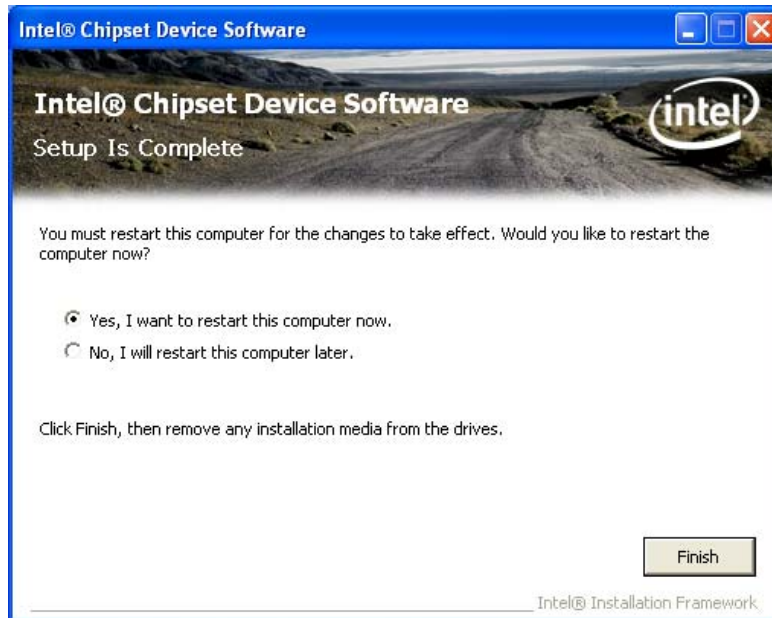 Intel® Chipset Device Software
Intel® Chipset Device Software
intel
Setup Is Complete
You must restart this computer for the changes to take effect. Would you like to restart the
computer now?
Yes, I want to restart this computer now.
No, I will restart this computer later.
Click Finish, then remove any installation media from the drives.
Finish
Intel® Installation Framework